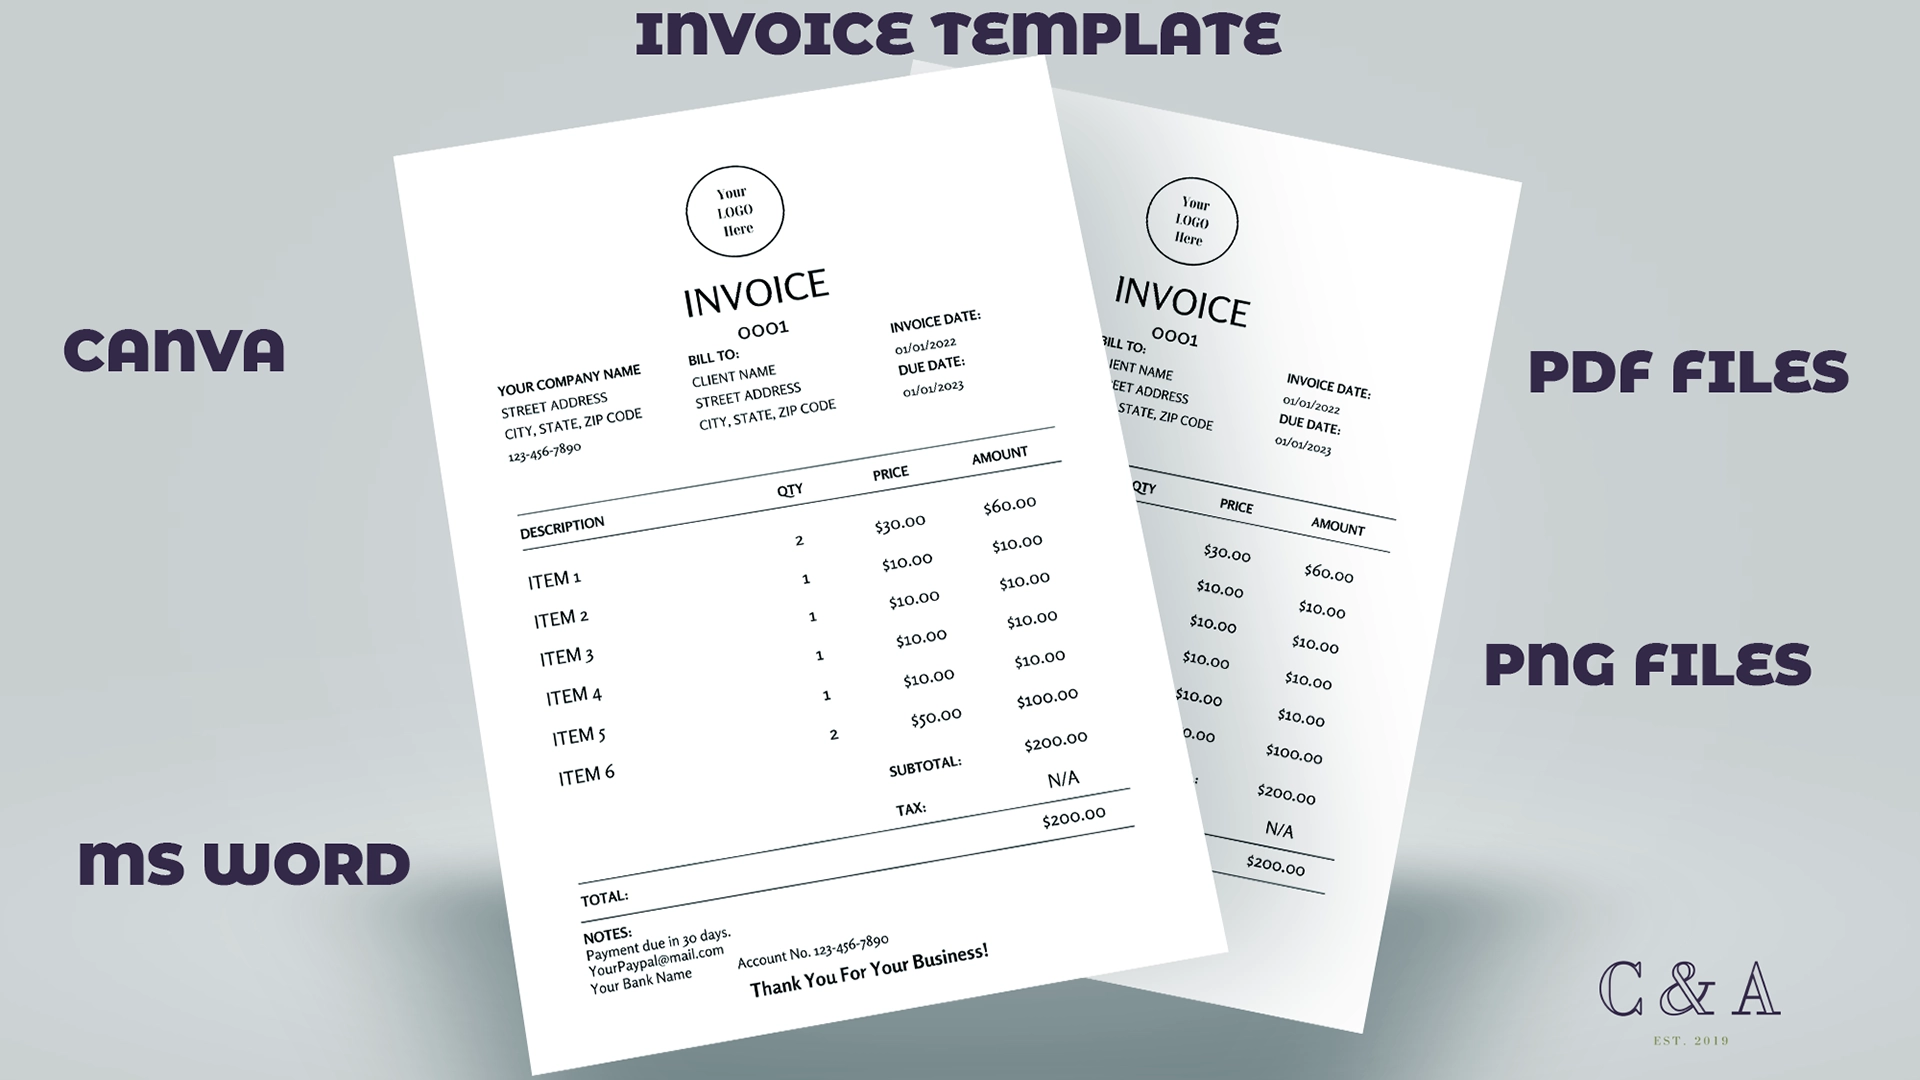 INVOICE TEMPLATE
CANVA
MS WORD
PDF FILES
PNG FILES
Your
LOGO
Here
INVOICE
0001
YOUR COMPANY NAME
STREET ADDRESS
CITY, STATE, ZIP CODE
123-456-7890
BILL TO:
CLIENT NAME
STREET ADDRESS
CITY, STATE, ZIP CODE
INVOICE DATE:
01/01/2022
DUE DATE:
01/01/2023
DESCRIPTION QTY PRICE AMOUNT
ITEM 1 2 $30.00 $60.00
ITEM 2 1 $10.00 $10.00
ITEM 3 1 $10.00 $10.00
ITEM 4 1 $10.00 $10.00
ITEM 5 1 $10.00 $10.00
ITEM 6 2 $50.00 $100.00
SUBTOTAL: $200.00
TAX: N/A
TOTAL: $200.00
NOTES:
Payment due in 30 days.
YourPaypal@mail.com
Your Bank Name Account No. 123-456-7890
Thank You For Your Business!
Your
LOGO
Here
INVOICE
0001
BILL TO:
IENT NAME
EET ADDRESS
STATE, ZIP CODE
INVOICE DATE:
01/01/2022
DUE DATE:
01/01/2023
QTY PRICE AMOUNT
$30.00 $60.00
$10.00 $10.00
$10.00 $10.00
$10.00 $10.00
$10.00 $10.00
0.00 $100.00
: $200.00
N/A
$200.00
C & A
EST. 2019